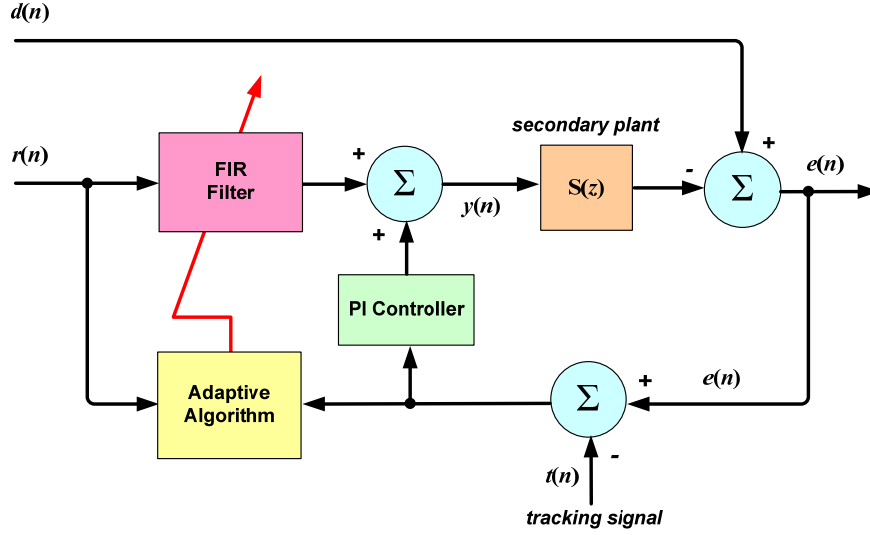 d(n)
secondary plant
r(n)
FIR
Filter
+
Σ
+
y(n)
S(z)
-
+
Σ
e(n)
PI Controller
Adaptive
Algorithm
Σ
+
e(n)
-
t(n)
tracking signal